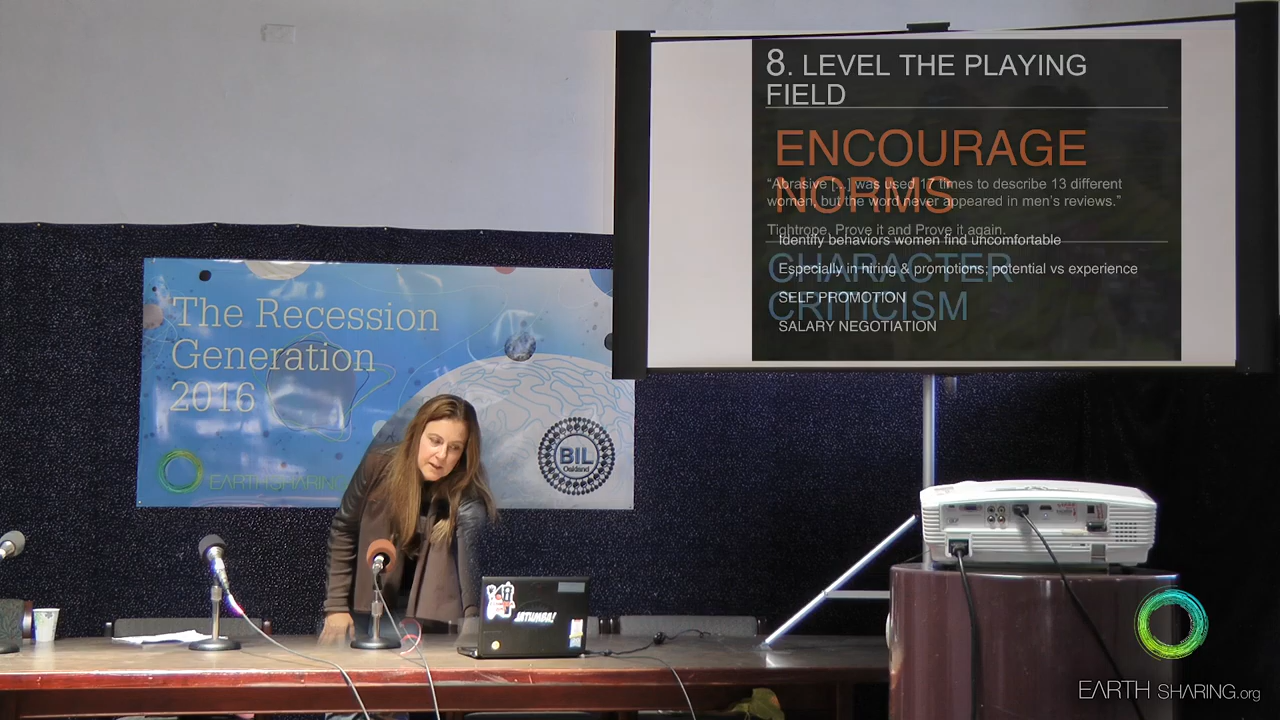 8. LEVEL THE PLAYING
FIELD
ENCOURAGE
NORMS
“Abrasive [...] was used 17 times to describe 13 different
women, but the word never appeared in men’s reviews.”
Tightrope, Prove it and Prove it again.
Identify behaviors women find uncomfortable
CHARACTER
CRITICISM
Especially in hiring & promotions; potential vs experience
SELF PROMOTION
SALARY NEGOTIATION
The Recession
Generation
2016
EARTHSHARING
BIL
Oakland
JATUMBA!
EARTH SHARING.org